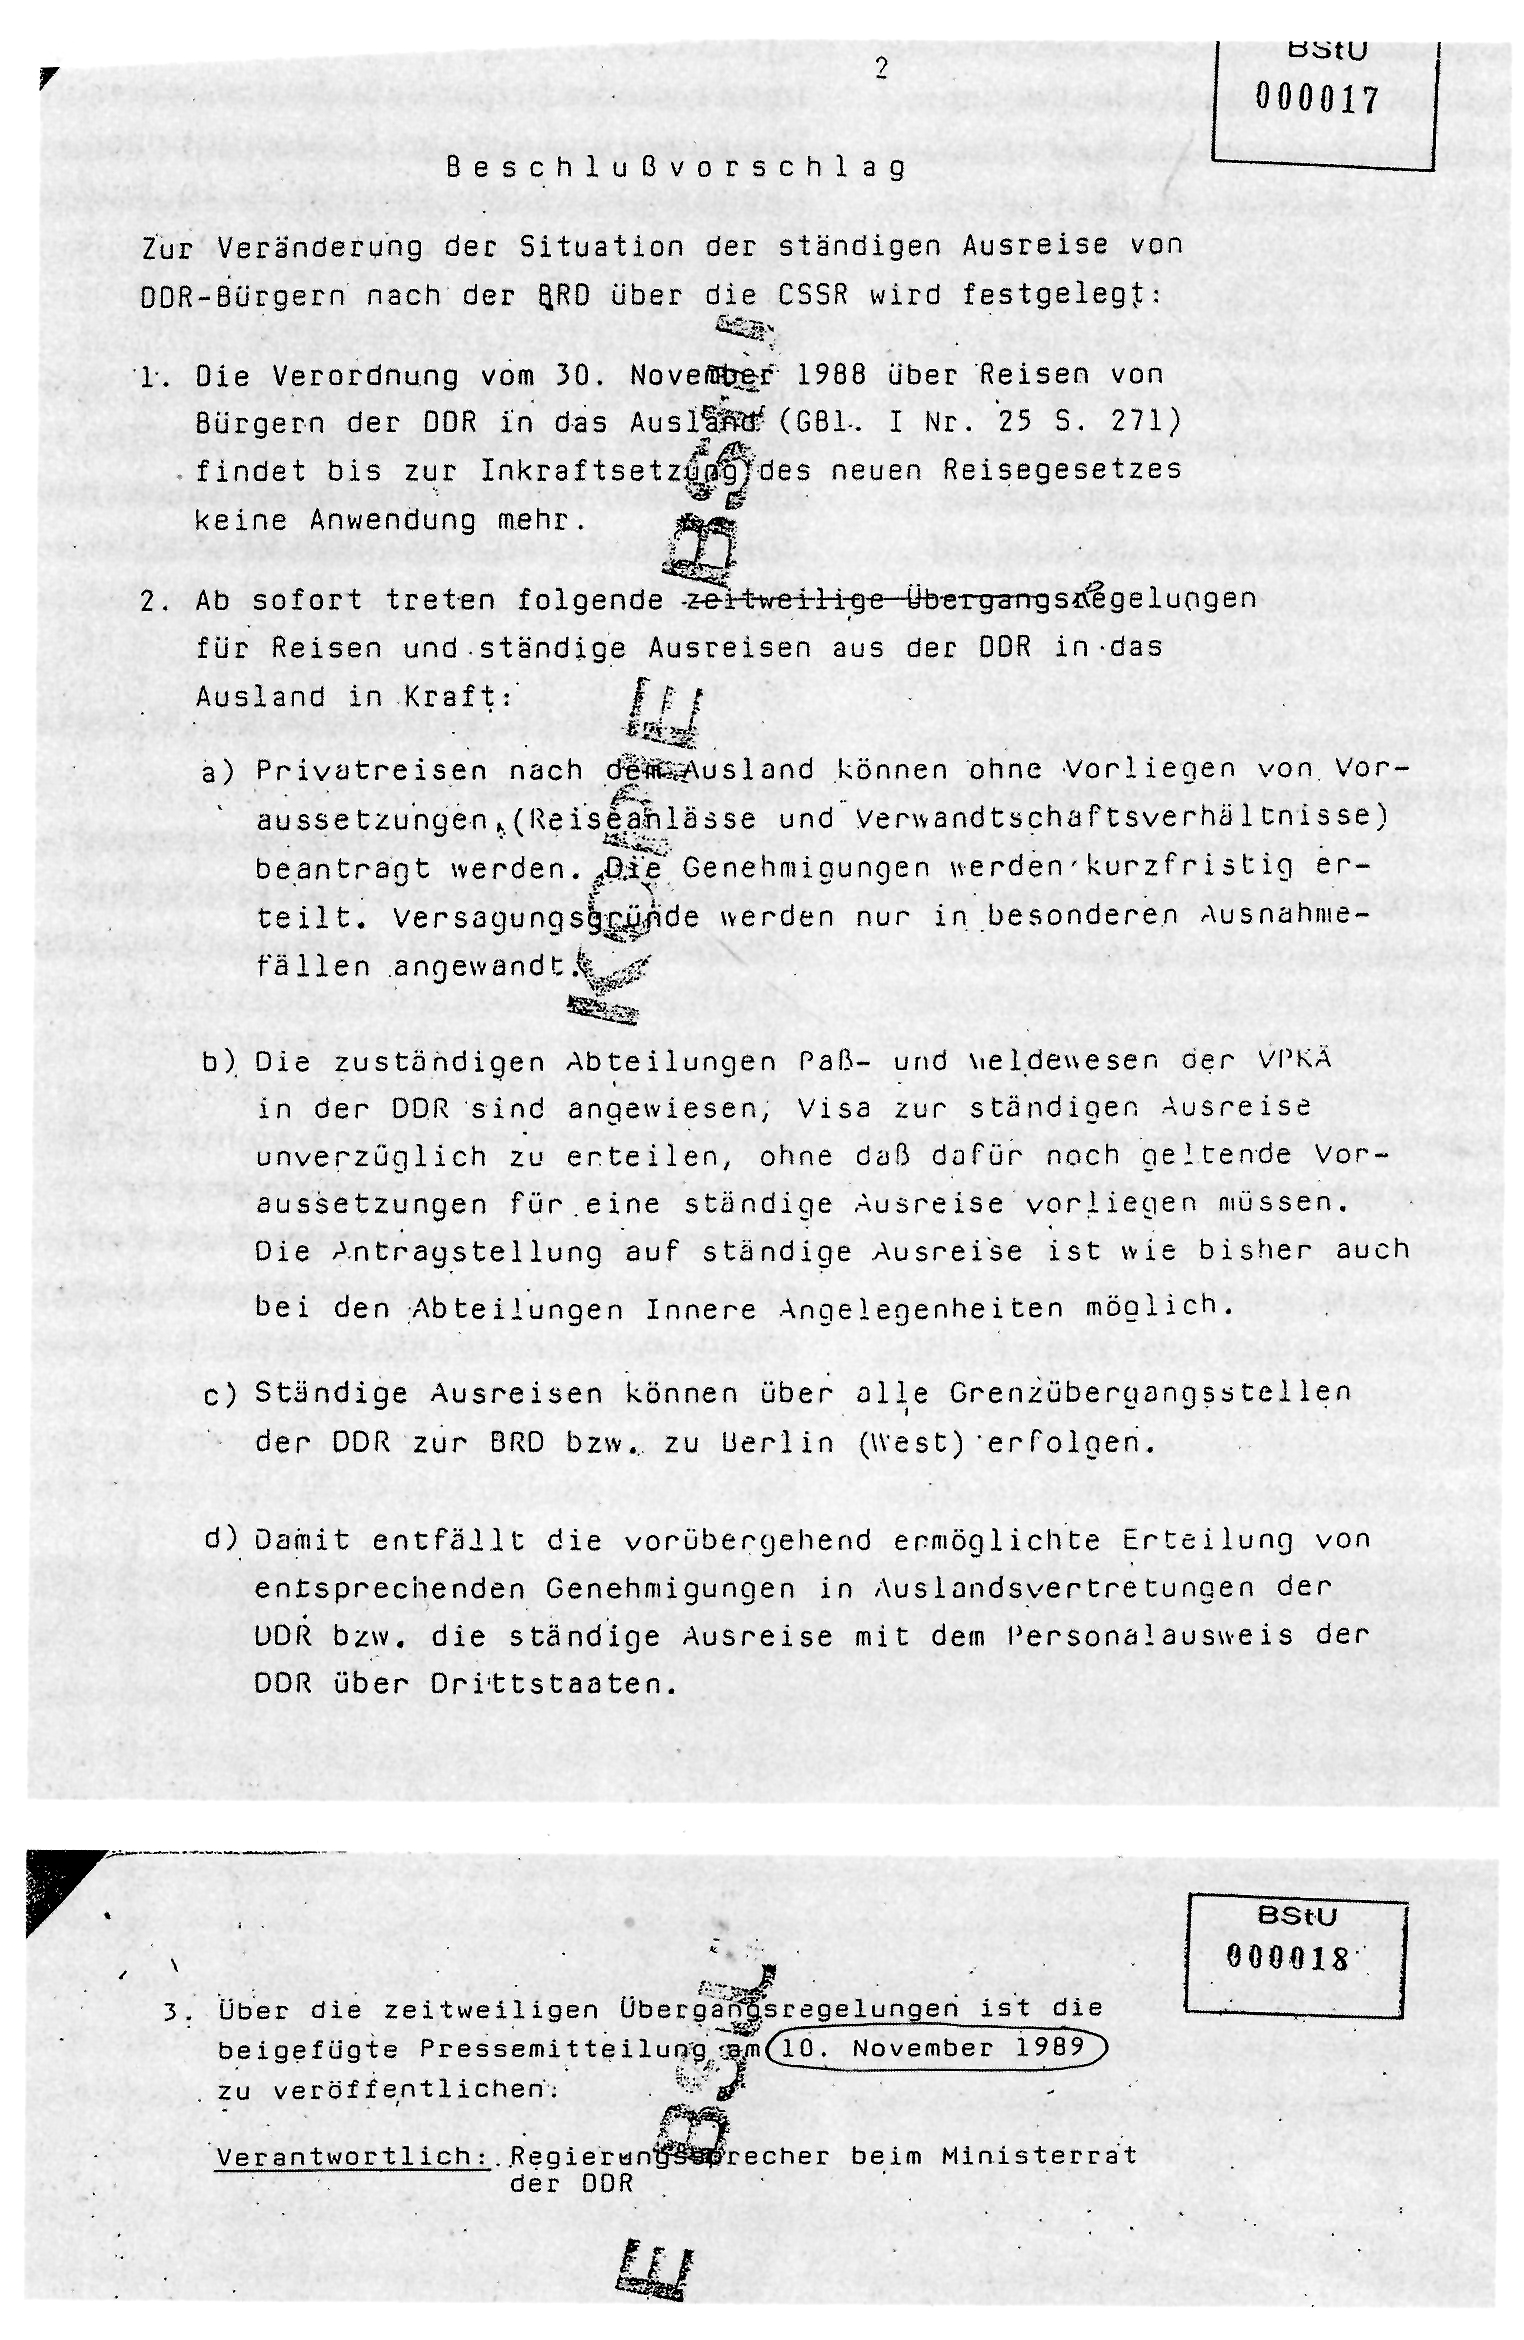 2
BStU
000017
Beschlußvorschlag
Zur Veränderung der Situation der ständigen Ausreise von
DDR-Bürgern nach der BRD über die CSSR wird festgelegt:
1. Die Verordnung vom 30. November 1988 über Reisen von
Bürgern der DDR in das Ausland (GBl. I Nr. 25 S. 271)
findet bis zur Inkraftsetzung des neuen Reisegesetzes
keine Anwendung mehr.
2. Ab sofort treten folgende zeitweilige Übergangsregelungen
für Reisen und ständige Ausreisen aus der DDR in das
Ausland in Kraft:
a) Privatreisen nach dem Ausland können ohne Vorliegen von Vor-
aussetzungen (Reiseanlässe und Verwandtschaftsverhältnisse)
beantragt werden. Die Genehmigungen werden kurzfristig er-
teilt. Versagungsgründe werden nur in besonderen Ausnahme-
fällen angewandt.
b) Die zuständigen Abteilungen Paß- und Meldewesen der VPKÄ
in der DDR sind angewiesen, Visa zur ständigen Ausreise
unverzüglich zu erteilen, ohne daß dafür noch geltende Vor-
aussetzungen für eine ständige Ausreise vorliegen müssen.
Die Antragstellung auf ständige Ausreise ist wie bisher auch
bei den Abteilungen Innere Angelegenheiten möglich.
c) Ständige Ausreisen können über alle Grenzübergangsstellen
der DDR zur BRD bzw. zu Berlin (West) erfolgen.
d) Damit entfällt die vorübergehend ermöglichte Erteilung von
entsprechenden Genehmigungen in Auslandsvertretungen der
DDR bzw. die ständige Ausreise mit dem Personalausweis der
DDR über Drittstaaten.
KOPIE BStU
BStU
000018
3. Über die zeitweiligen Übergangsregelungen ist die
beigefügte Pressemitteilung am 10. November 1989
zu veröffentlichen.
Verantwortlich: Regierungssprecher beim Ministerrat
der DDR
E BStU